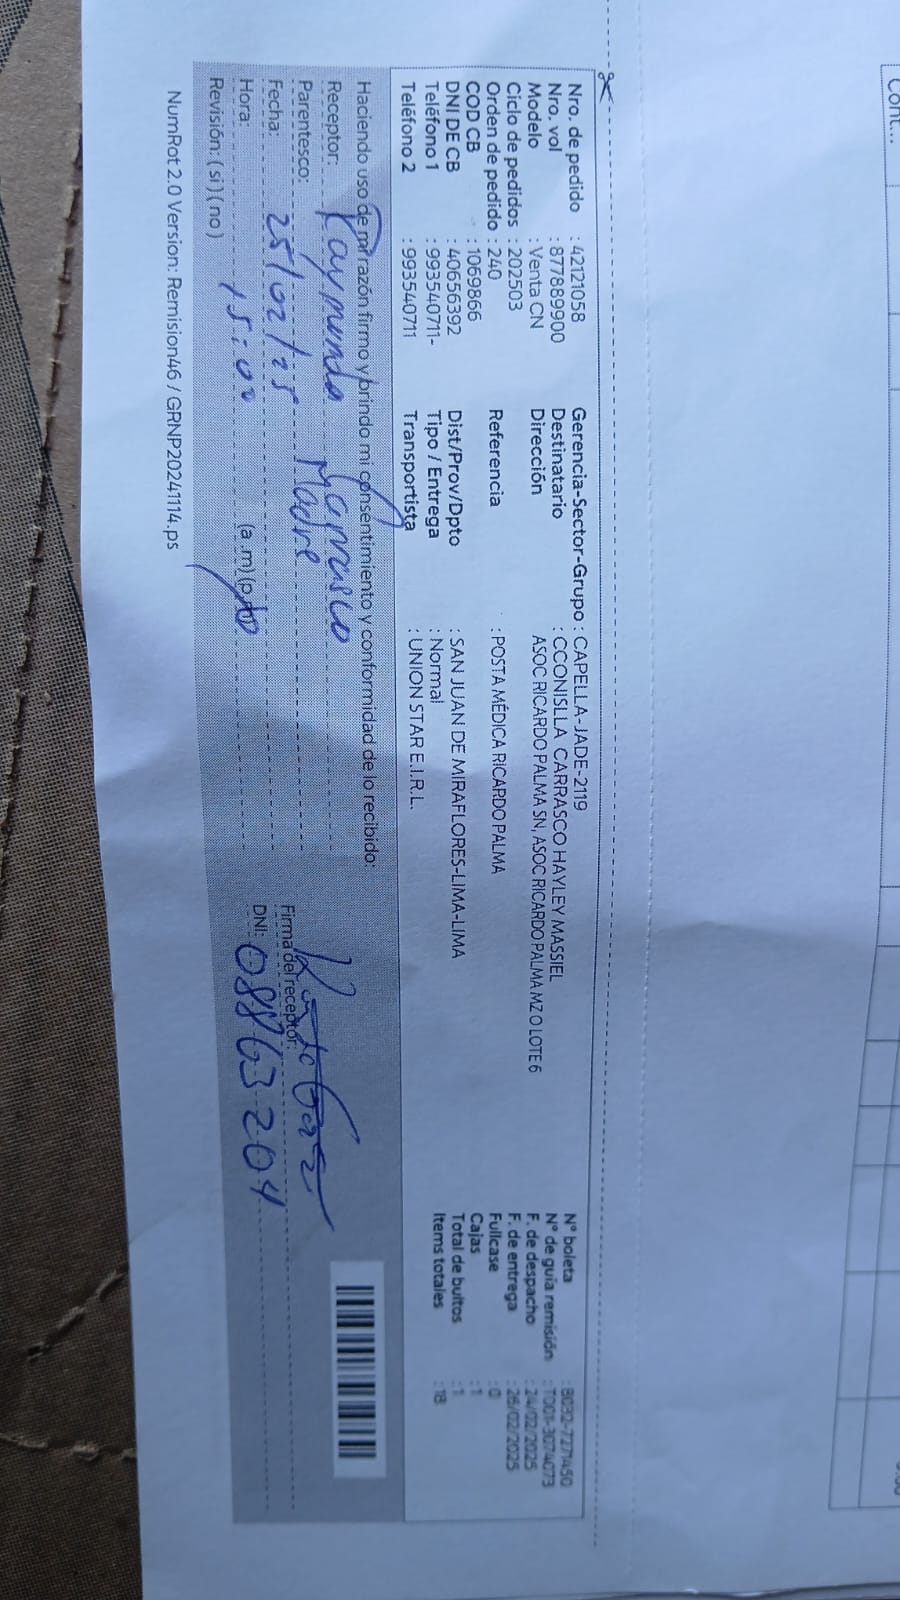 Cont...
Nro. de pedido : 42121058
Nro. vol : 877889900
Modelo : Venta CN
Ciclo de pedidos : 202503
Orden de pedido : 240
COD CB : 1069866
DNI DE CB : 40656392
Teléfono 1 : 993540711-
Teléfono 2 : 993540711
Gerencia-Sector-Grupo : CAPELLA-JADE-2119
Destinatario : CCONISLLA CARRASCO HAYLEY MASSIEL
Dirección ASOC RICARDO PALMA SN, ASOC RICARDO PALMA MZ O LOTE 6
Referencia : POSTA MÉDICA RICARDO PALMA
Dist/Prov/Dpto : SAN JUAN DE MIRAFLORES-LIMA-LIMA
Tipo / Entrega : Normal
Transportista : UNION STAR E.I.R.L.
N° boleta : B032-7271450
N° de guía remisión : T001-3074073
F. de despacho : 24/02/2025
F. de entrega : 26/02/2025
Fullcase : 0
Cajas : 1
Total de bultos : 1
Items totales : 18
Haciendo uso de mi razón firmo y brindo mi consentimiento y conformidad de lo recibido:
Receptor: Raymunda Carrasco
Parentesco: Madre
Fecha: 25/02/25
Hora: 15:00 (a.m)(p.m)
Revisión: ( si ) ( no )
Firma del receptor:
DNI: 08863204
NumRot 2.0 Version: Remision46 / GRNP20241114.ps